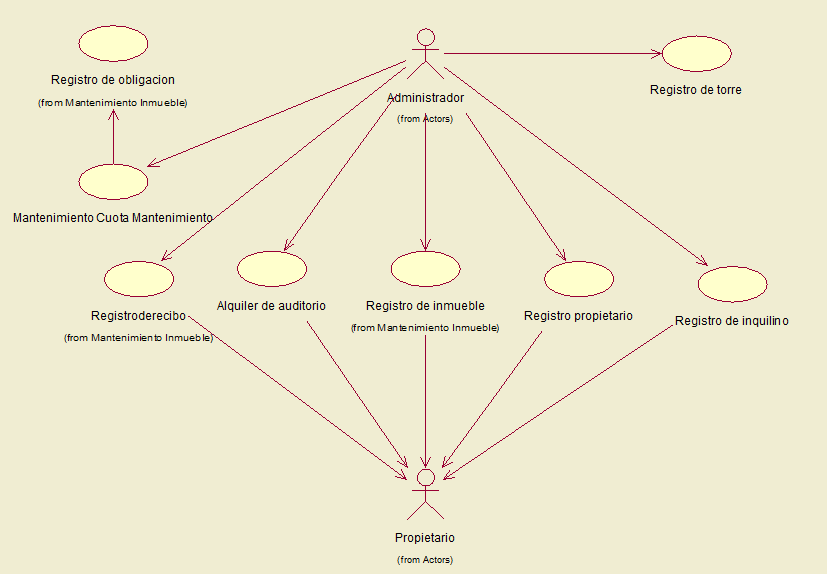 Registro de obligacion
(from Mantenimiento Inmueble)
Administrador
(from Actors)
Registro de torre
Mantenimiento Cuota Mantenimiento
Registroderecibo
(from Mantenimiento Inmueble)
Alquiler de auditorio
Registro de inmueble
(from Mantenimiento Inmueble)
Registro propietario
Registro de inquilino
Propietario
(from Actors)